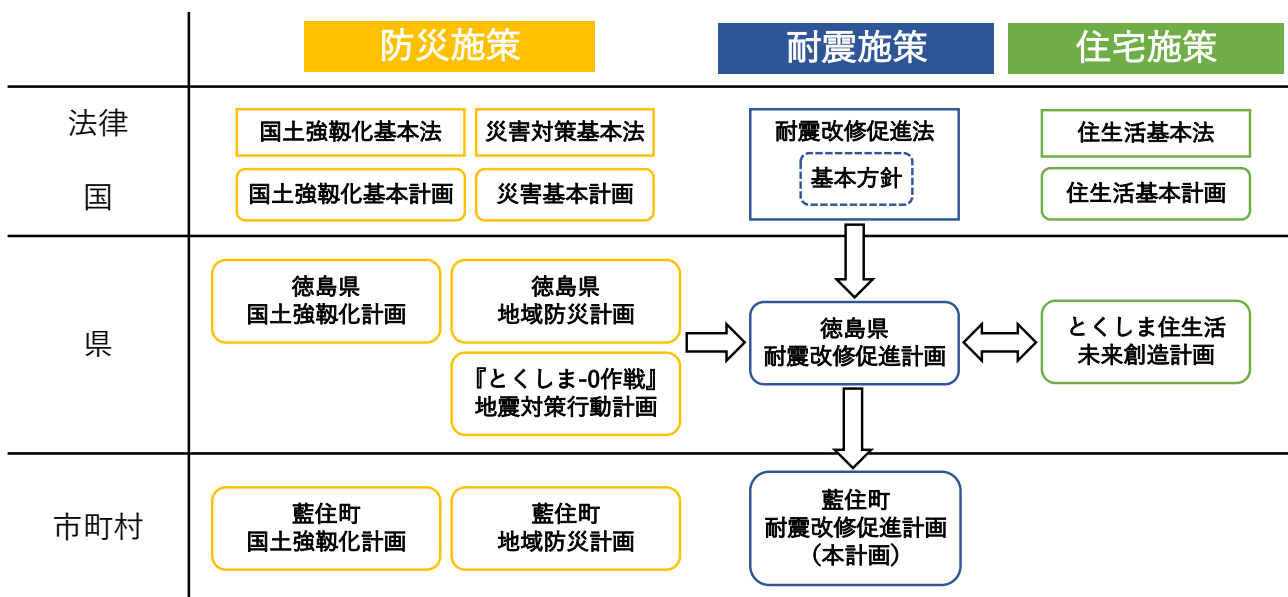 防災施策
耐震施策
住宅施策
法律
国土強靱化基本法
災害対策基本法
耐震改修促進法
住生活基本法
国
国土強靱化基本計画
災害基本計画
基本方針
住生活基本計画
県
徳島県
国土強靱化計画
徳島県
地域防災計画
『とくしま-0作戦』
地震対策行動計画
徳島県
耐震改修促進計画
とくしま住生活
未来創造計画
市町村
藍住町
国土強靱化計画
藍住町
地域防災計画
藍住町
耐震改修促進計画
(本計画)